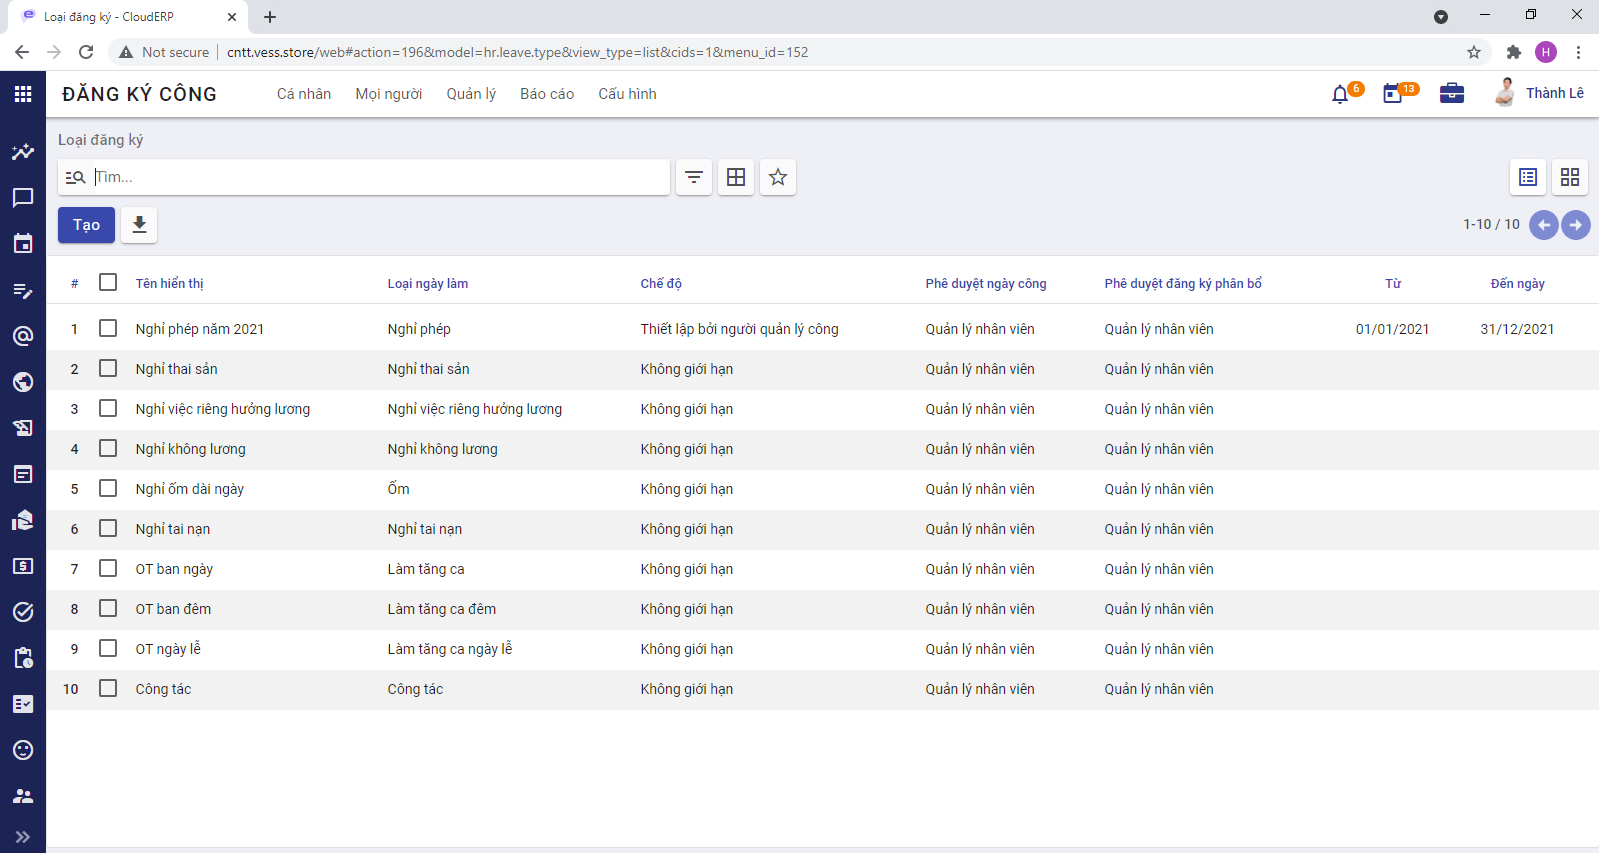 Loại đăng ký - CloudERP
Not secure cntt.vess.store/web#action=196&model=hr.leave.type&view_type=list&cids=1&menu_id=152
H
ĐĂNG KÝ CÔNG Cá nhân Mọi người Quản lý Báo cáo Cấu hình 6 13 Thành Lê
Loại đăng ký
Tìm...
Tạo 1-10 / 10
# Tên hiển thị Loại ngày làm Chế độ Phê duyệt ngày công Phê duyệt đăng ký phân bổ Từ Đến ngày
1 Nghỉ phép năm 2021 Nghỉ phép Thiết lập bởi người quản lý công Quản lý nhân viên Quản lý nhân viên 01/01/2021 31/12/2021
2 Nghỉ thai sản Nghỉ thai sản Không giới hạn Quản lý nhân viên Quản lý nhân viên
3 Nghỉ việc riêng hưởng lương Nghỉ việc riêng hưởng lương Không giới hạn Quản lý nhân viên Quản lý nhân viên
4 Nghỉ không lương Nghỉ không lương Không giới hạn Quản lý nhân viên Quản lý nhân viên
5 Nghỉ ốm dài ngày Ốm Không giới hạn Quản lý nhân viên Quản lý nhân viên
6 Nghỉ tai nạn Nghỉ tai nạn Không giới hạn Quản lý nhân viên Quản lý nhân viên
7 OT ban ngày Làm tăng ca Không giới hạn Quản lý nhân viên Quản lý nhân viên
8 OT ban đêm Làm tăng ca đêm Không giới hạn Quản lý nhân viên Quản lý nhân viên
9 OT ngày lễ Làm tăng ca ngày lễ Không giới hạn Quản lý nhân viên Quản lý nhân viên
10 Công tác Công tác Không giới hạn Quản lý nhân viên Quản lý nhân viên